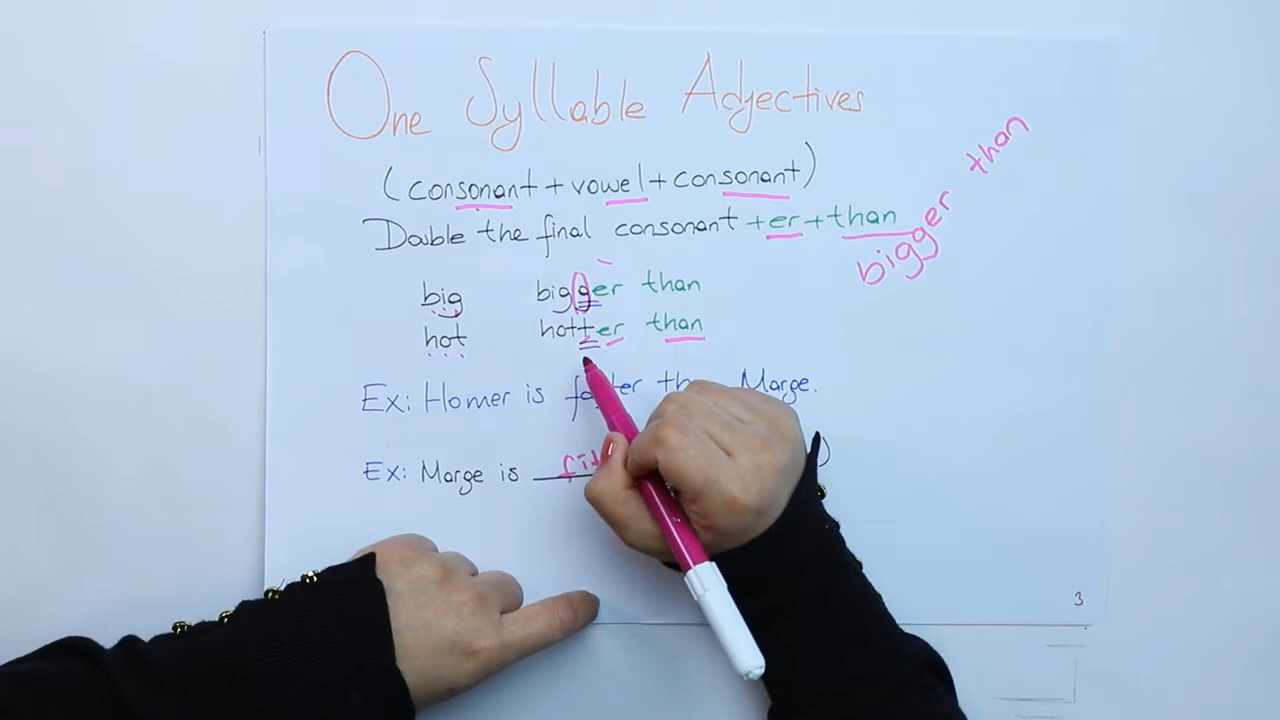 One Syllable Adjectives
(consonant + vowel + consonant)
Double the final consonant + er + than
bigger than
big bigger than
hot hotter than
Ex: Homer is Marge.
Ex: Marge is
3